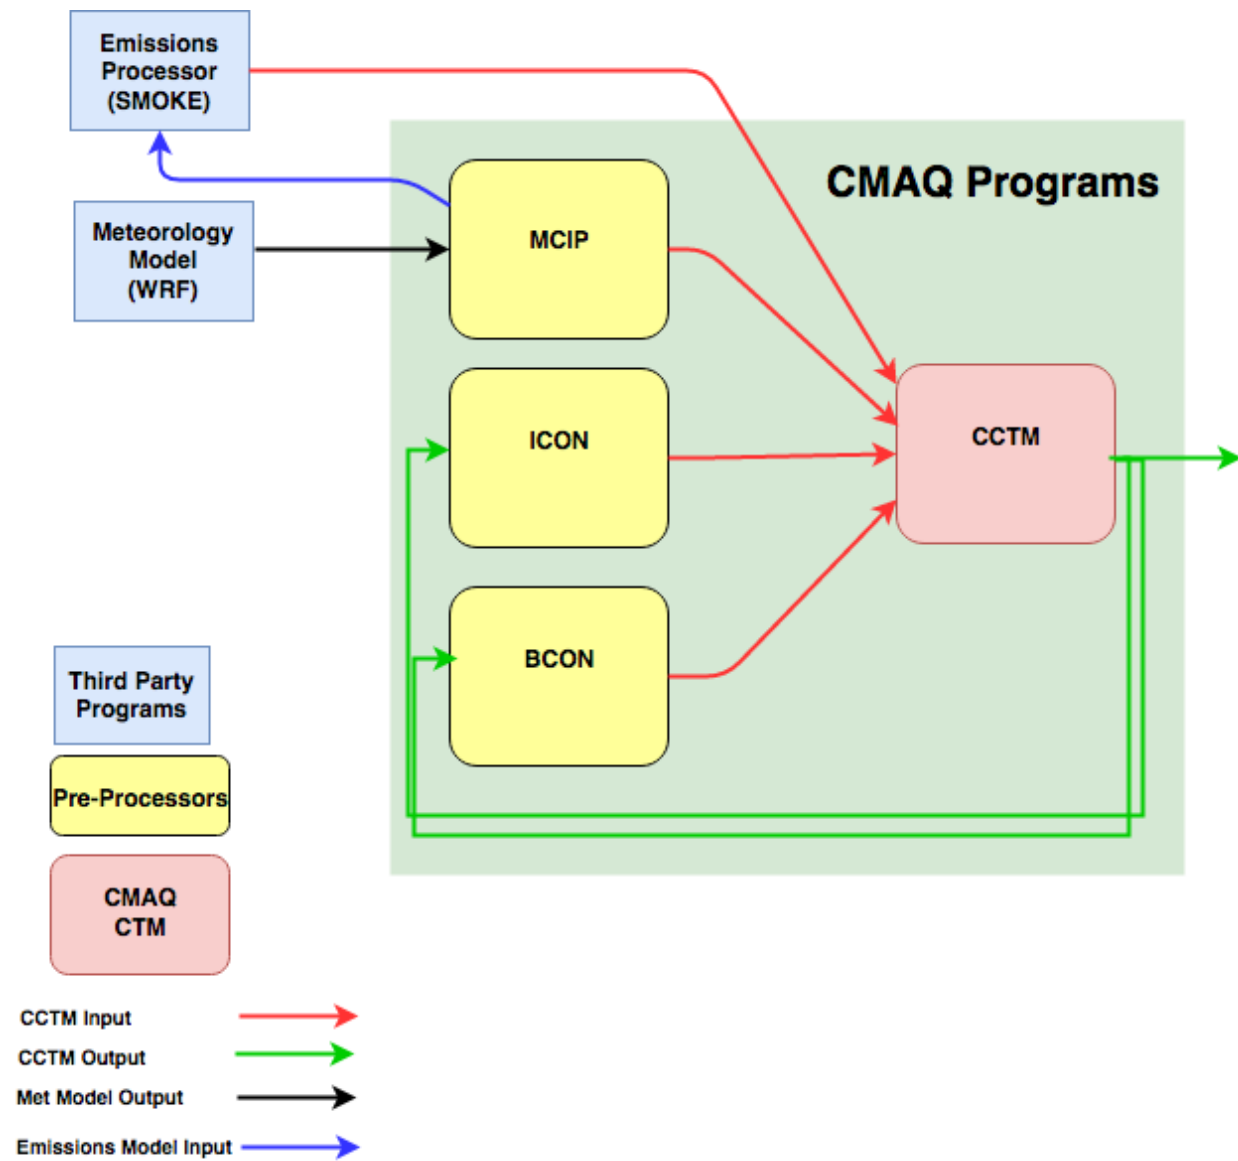 Emissions
Processor
(SMOKE)
CMAQ Programs
Meteorology
Model
(WRF)
MCIP
ICON
CCTM
BCON
Third Party
Programs
Pre-Processors
CMAQ
CTM
CCTM Input
CCTM Output
Met Model Output
Emissions Model Input